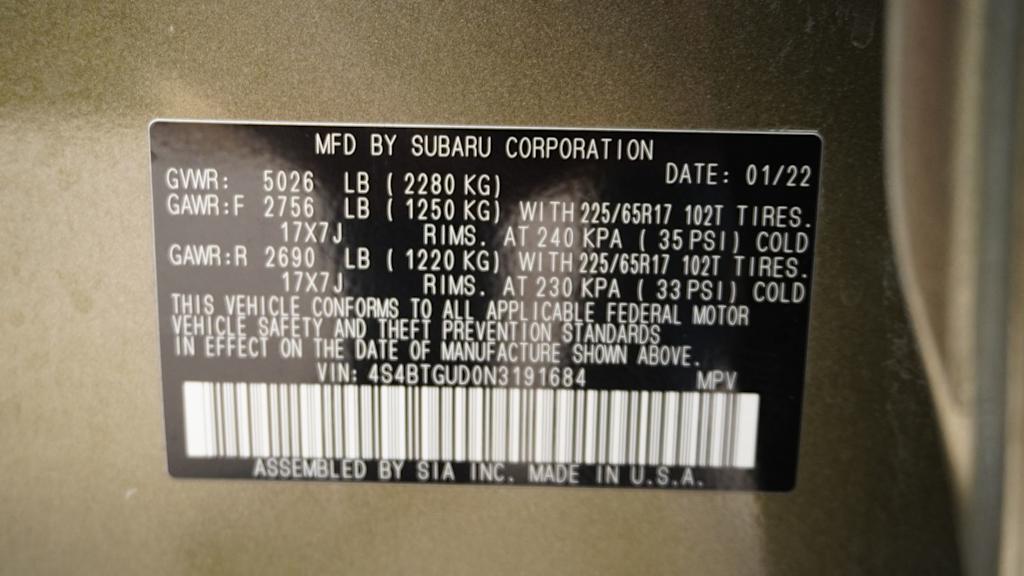 MFD BY SUBARU CORPORATION
DATE: 01/22
GVWR: 5026 LB ( 2280 KG)
GAWR:F 2756 LB ( 1250 KG) WITH 225/65R17 102T TIRES.
17X7J RIMS. AT 240 KPA ( 35 PSI) COLD
GAWR:R 2690 LB ( 1220 KG) WITH 225/65R17 102T TIRES.
17X7J RIMS. AT 230 KPA ( 33 PSI) COLD
THIS VEHICLE CONFORMS TO ALL APPLICABLE FEDERAL MOTOR
VEHICLE SAFETY AND THEFT PREVENTION STANDARDS
IN EFFECT ON THE DATE OF MANUFACTURE SHOWN ABOVE.
VIN: 4S4BTGUD0N3191684 MPV
ASSEMBLED BY SIA INC. MADE IN U.S.A.